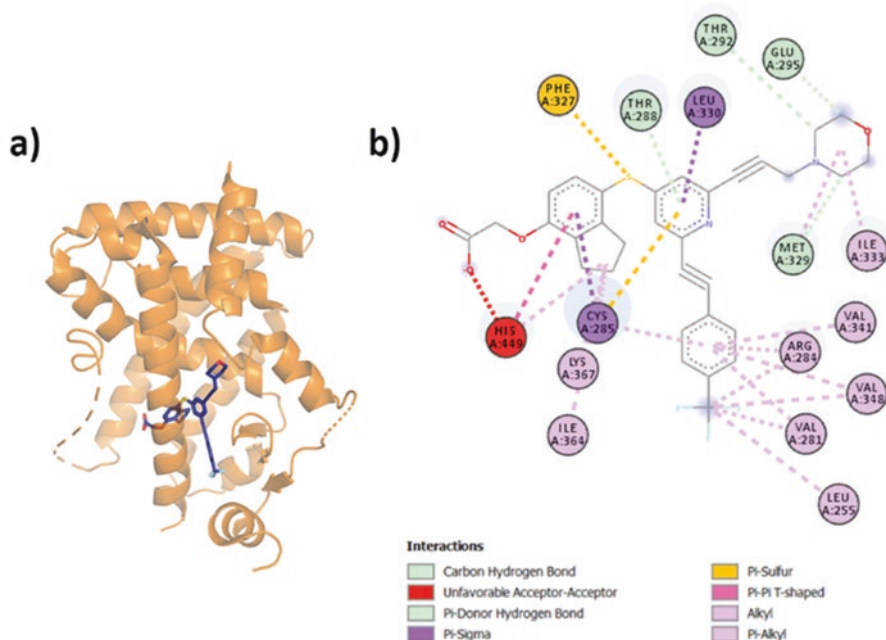 a)
b)
THR
A:292
GLU
A:295
PHE
A:327
THR
A:288
LEU
A:330
O
N
S
N
O
O
O
MET
A:329
ILE
A:333
HIS
A:449
CYS
A:285
VAL
A:341
ARG
A:284
LYS
A:367
VAL
A:348
ILE
A:364
VAL
A:281
LEU
A:255
Interactions
Carbon Hydrogen Bond
Unfavorable Acceptor-Acceptor
Pi-Donor Hydrogen Bond
Pi-Sigma
Pi-Sulfur
Pi-Pi T-shaped
Alkyl
Pi-Alkyl